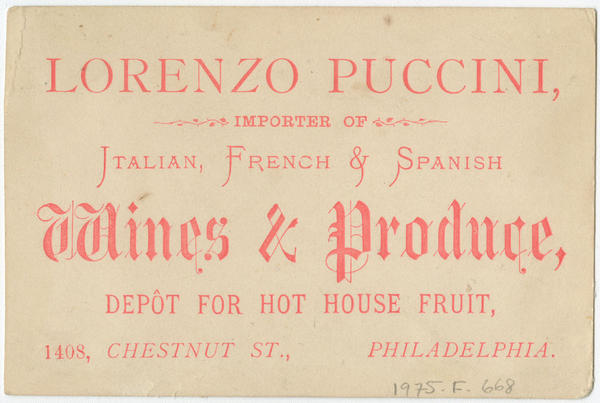 LORENZO PUCCINI,
IMPORTER OF
ITALIAN, FRENCH & SPANISH
Wines & Produce,
DEPÔT FOR HOT HOUSE FRUIT,
1408, CHESTNUT ST., PHILADELPHIA.
1975.F.668